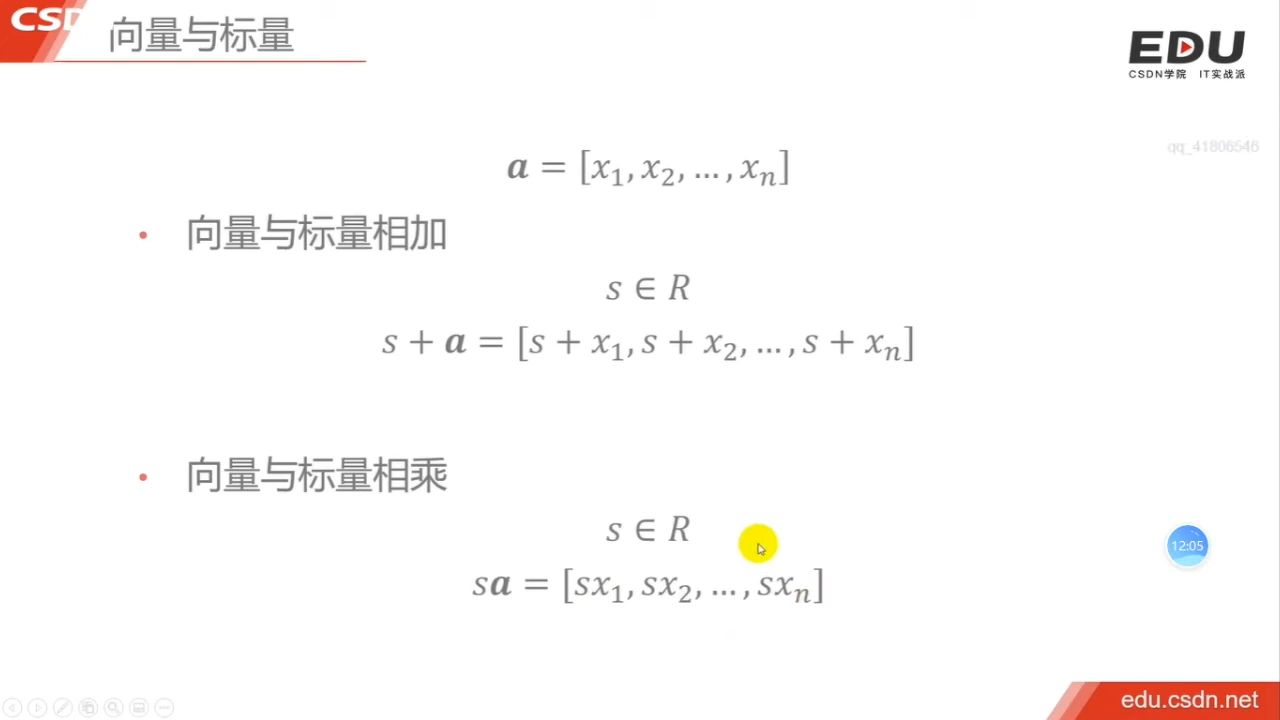 CSD
向量与标量
EDU
CSDN学院 IT实战派
qq_41806546
a = [x₁, x₂, …, xₙ]
• 向量与标量相加
s ∈ R
s + a = [s + x₁, s + x₂, …, s + xₙ]
• 向量与标量相乘
s ∈ R
sa = [sx₁, sx₂, …, sxₙ]
12:05
edu.csdn.net